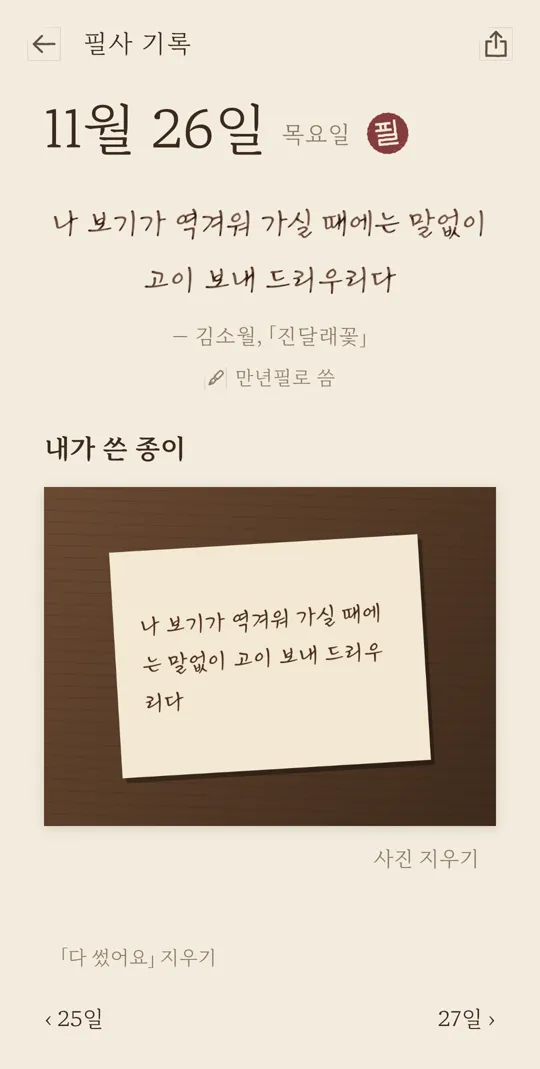 필사 기록
11월 26일 목요일 필
나 보기가 역겨워 가실 때에는 말없이
고이 보내 드리우리다
— 김소월, 「진달래꽃」
만년필로 씀
내가 쓴 종이
나 보기가 역겨워 가실 때에
는 말없이 고이 보내 드리우
리다
사진 지우기
「다 썼어요」 지우기
‹ 25일
27일 ›